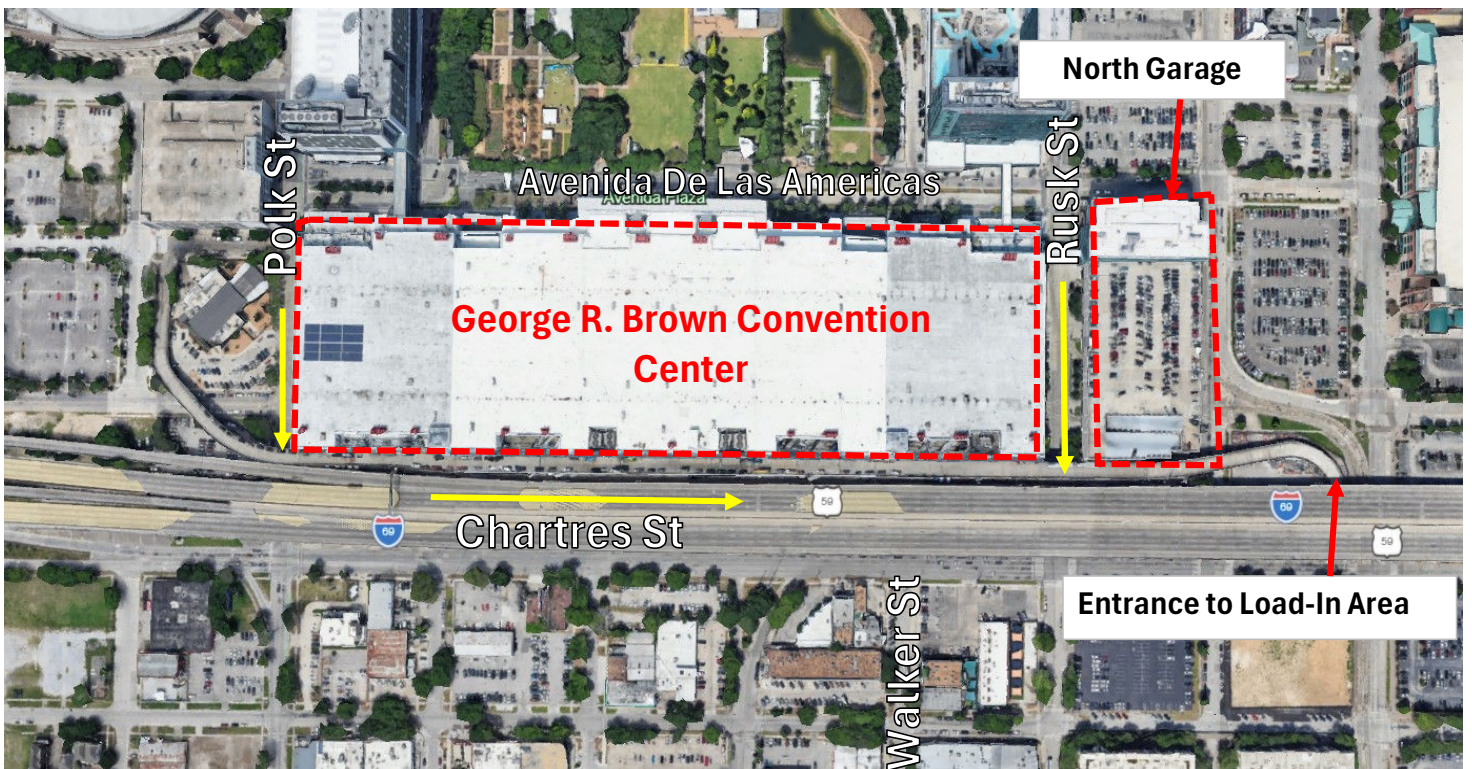 North Garage
Polk St
Rusk St
Avenida De Las Americas
Avenida Plaza
George R. Brown Convention
Center
59
69
69
59
Chartres St
Entrance to Load-In Area
Walker St